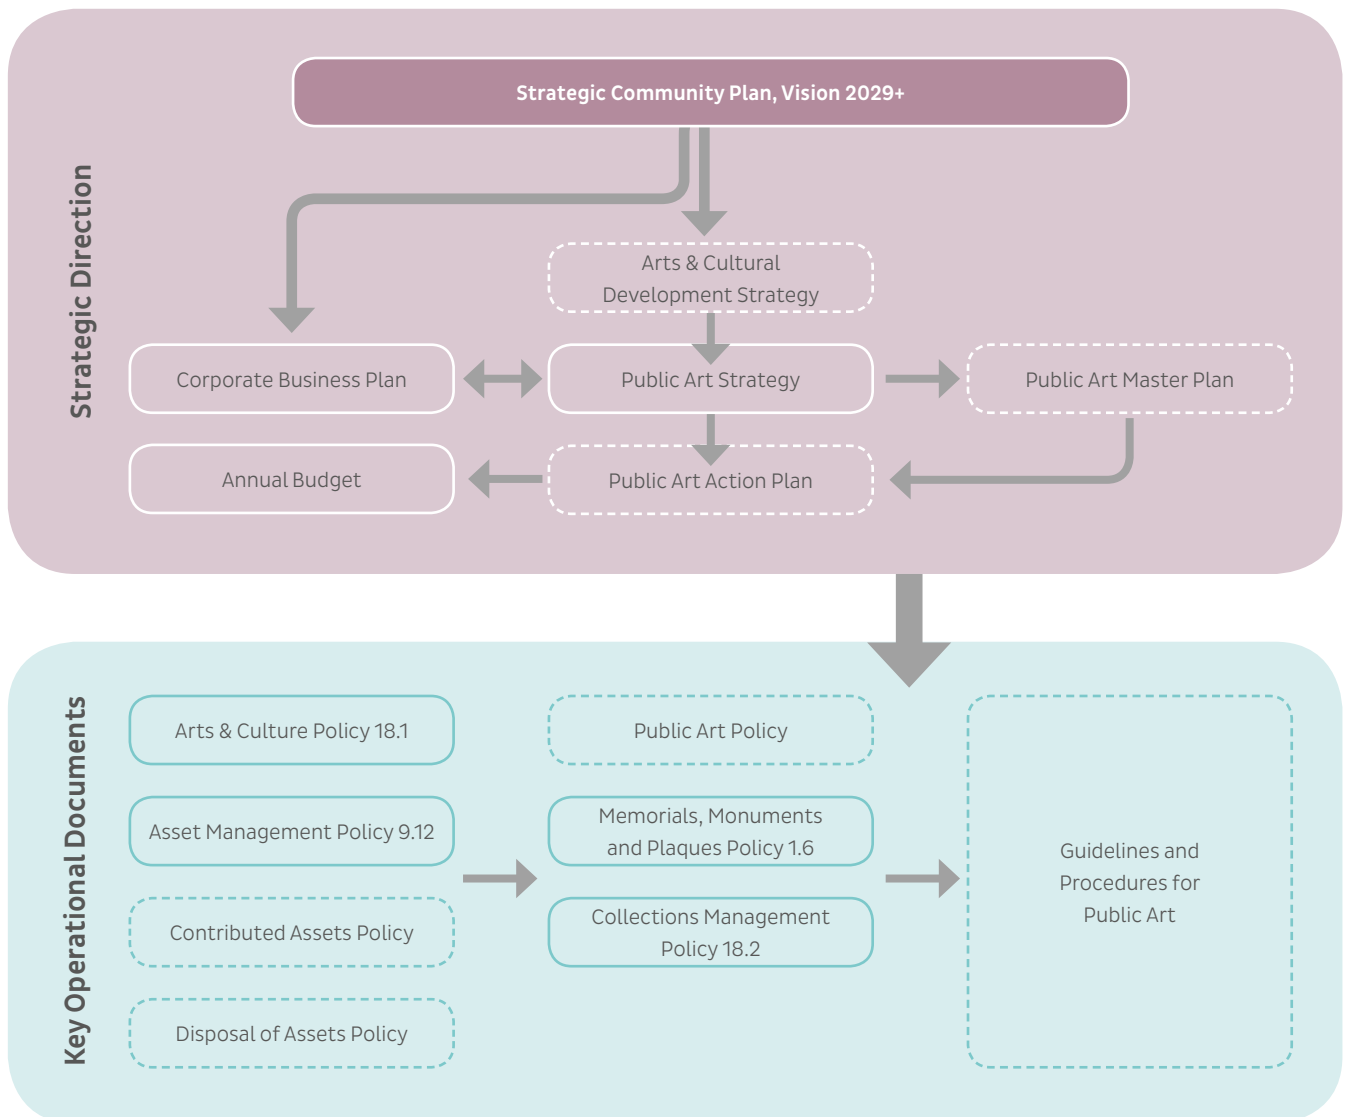 Strategic Direction
Strategic Community Plan, Vision 2029+
Arts & Cultural
Development Strategy
Corporate Business Plan
Public Art Strategy
Public Art Master Plan
Annual Budget
Public Art Action Plan
Key Operational Documents
Arts & Culture Policy 18.1
Asset Management Policy 9.12
Contributed Assets Policy
Disposal of Assets Policy
Public Art Policy
Memorials, Monuments
and Plaques Policy 1.6
Collections Management
Policy 18.2
Guidelines and
Procedures for
Public Art